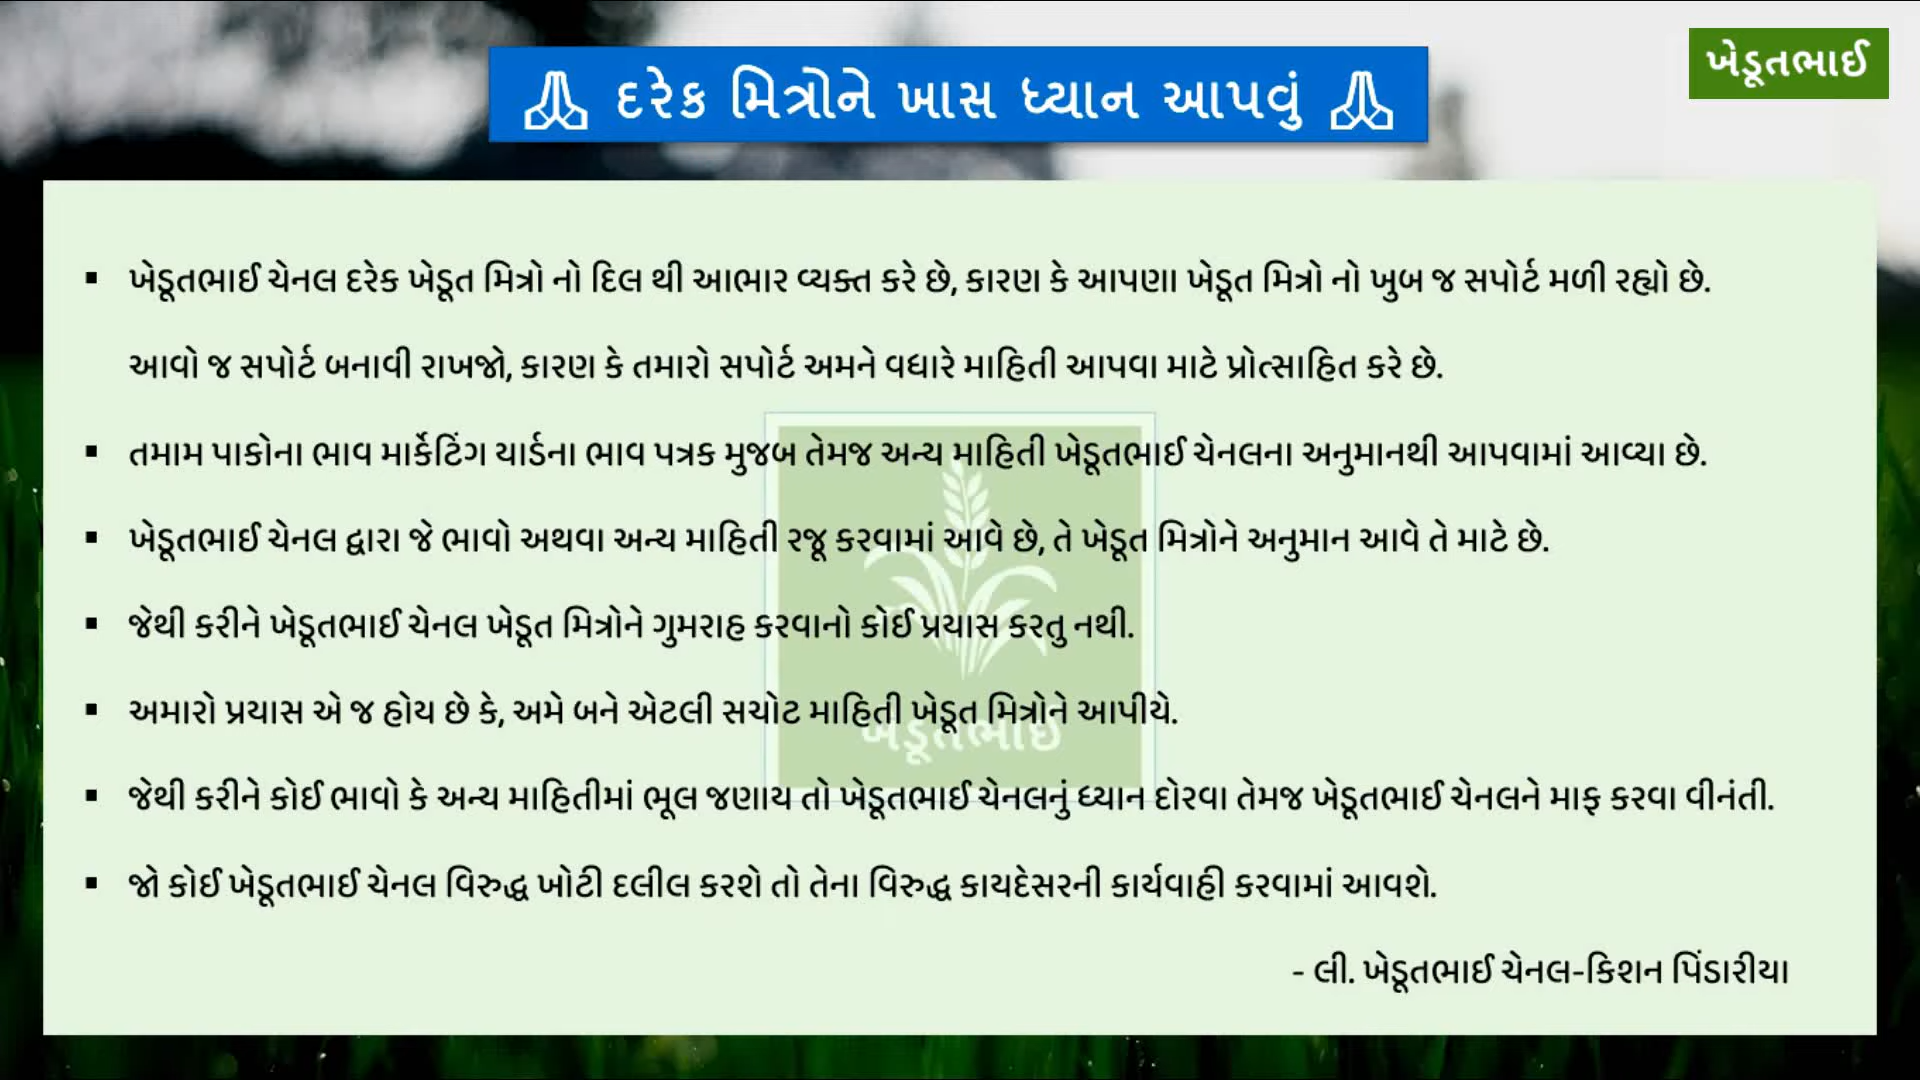 ખેડૂતભાઈ
🙏 દરેક મિત્રોને ખાસ ધ્યાન આપવું 🙏
▪ ખેડૂતભાઈ ચેનલ દરેક ખેડૂત મિત્રો નો દિલ થી આભાર વ્યક્ત કરે છે, કારણ કે આપણા ખેડૂત મિત્રો નો ખુબ જ સપોર્ટ મળી રહ્યો છે.
આવો જ સપોર્ટ બનાવી રાખજો, કારણ કે તમારો સપોર્ટ અમને વધારે માહિતી આપવા માટે પ્રોત્સાહિત કરે છે.
▪ તમામ પાકોના ભાવ માર્કેટિંગ યાર્ડના ભાવ પત્રક મુજબ તેમજ અન્ય માહિતી ખેડૂતભાઈ ચેનલના અનુમાનથી આપવામાં આવ્યા છે.
▪ ખેડૂતભાઈ ચેનલ દ્વારા જે ભાવો અથવા અન્ય માહિતી રજૂ કરવામાં આવે છે, તે ખેડૂત મિત્રોને અનુમાન આવે તે માટે છે.
▪ જેથી કરીને ખેડૂતભાઈ ચેનલ ખેડૂત મિત્રોને ગુમરાહ કરવાનો કોઈ પ્રયાસ કરતુ નથી.
▪ અમારો પ્રયાસ એ જ હોય છે કે, અમે બને એટલી સચોટ માહિતી ખેડૂત મિત્રોને આપીયે.
ખેડૂતભાઈ
▪ જેથી કરીને કોઈ ભાવો કે અન્ય માહિતીમાં ભૂલ જણાય તો ખેડૂતભાઈ ચેનલનું ધ્યાન દોરવા તેમજ ખેડૂતભાઈ ચેનલને માફ કરવા વીનંતી.
▪ જો કોઈ ખેડૂતભાઈ ચેનલ વિરુદ્ધ ખોટી દલીલ કરશે તો તેના વિરુદ્ધ કાયદેસરની કાર્યવાહી કરવામાં આવશે.
- લી. ખેડૂતભાઈ ચેનલ-કિશન પિંડારીયા